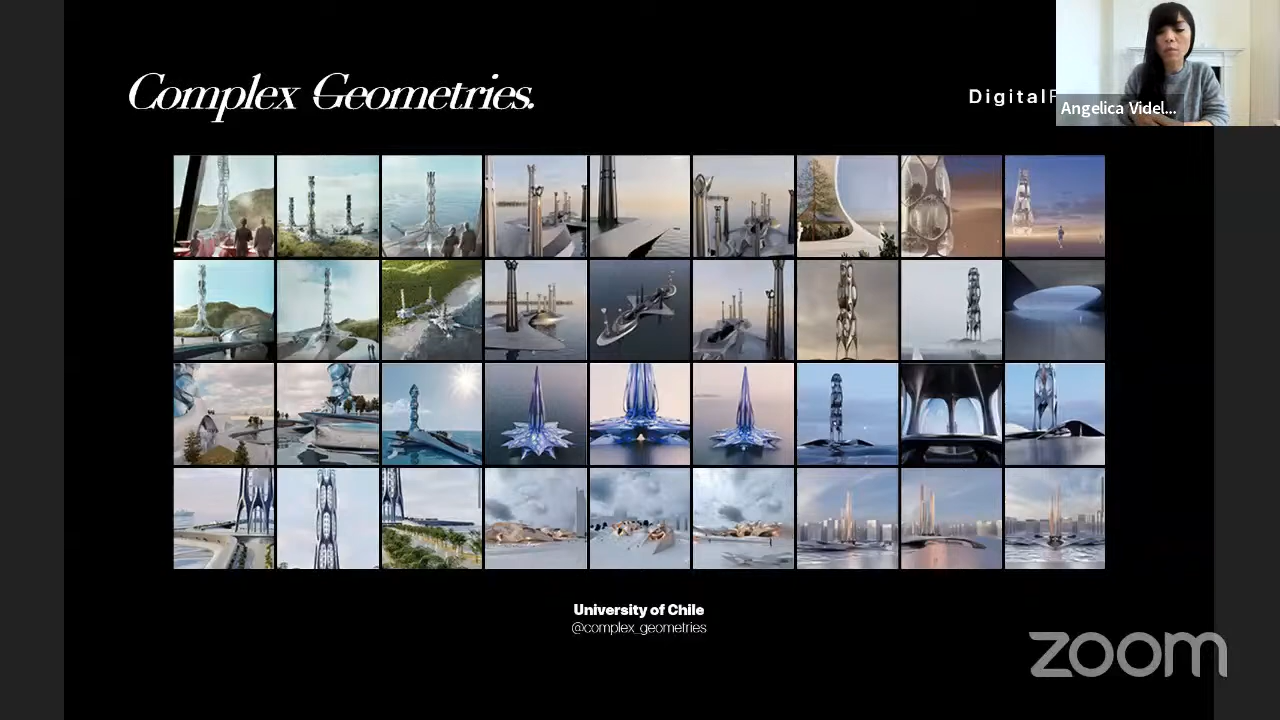 Complex Geometries.
DigitalF
Angelica Videl...
University of Chile
@complex_geometries
zoom